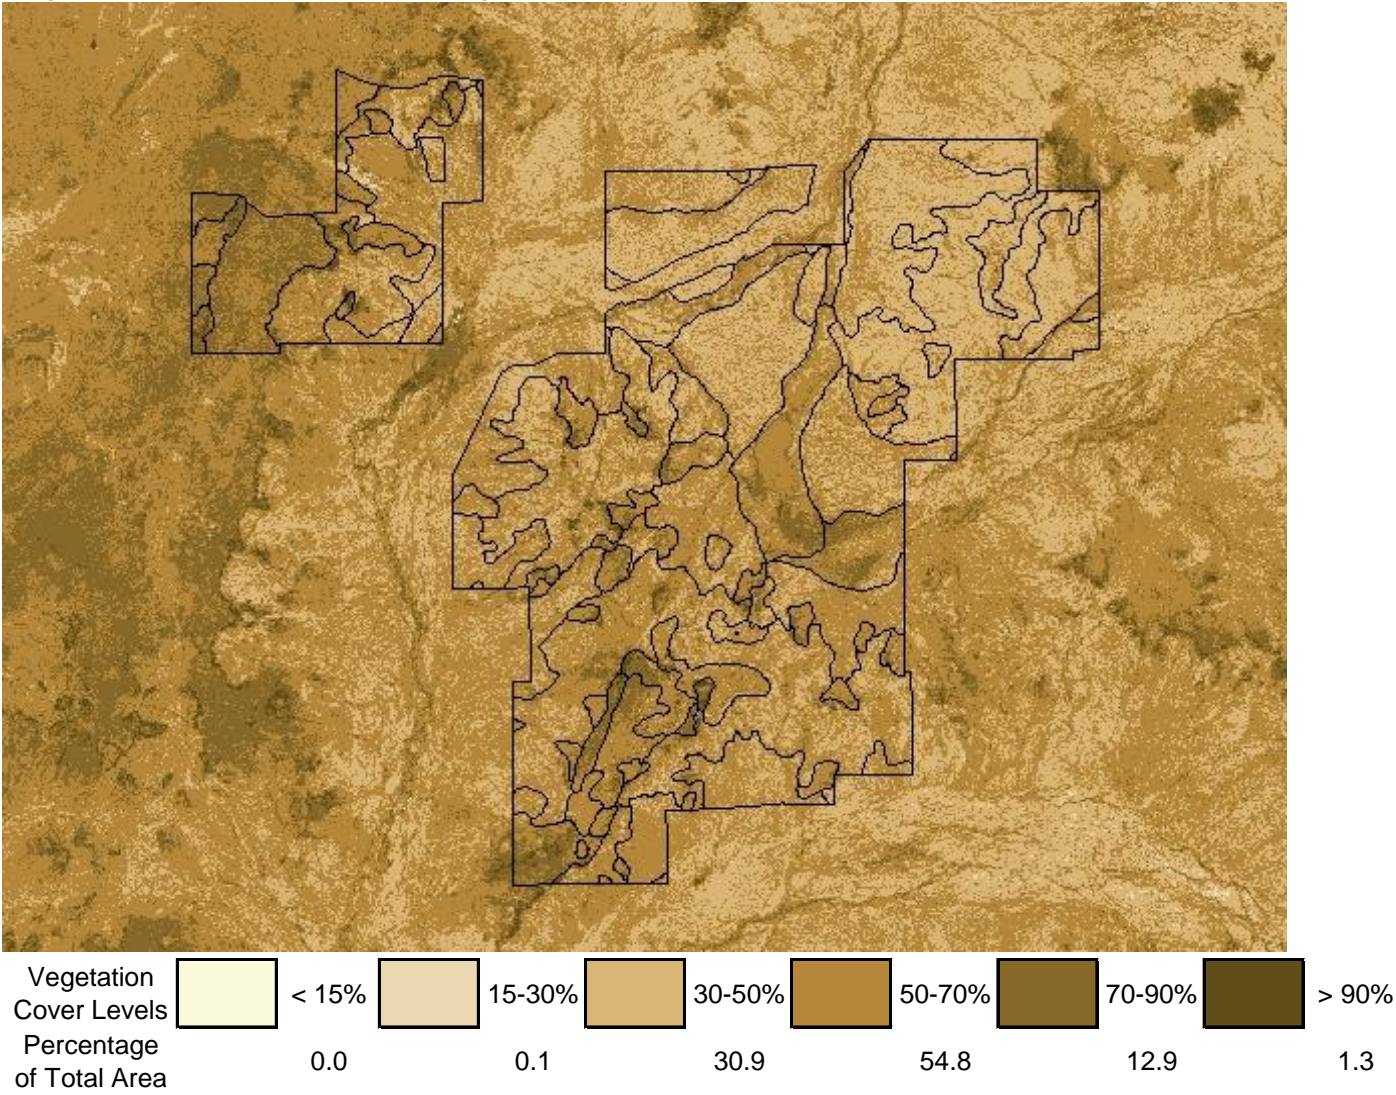 Vegetation
Cover Levels
< 15% 15-30% 30-50% 50-70% 70-90% > 90%
Percentage
of Total Area
0.0 0.1 30.9 54.8 12.9 1.3